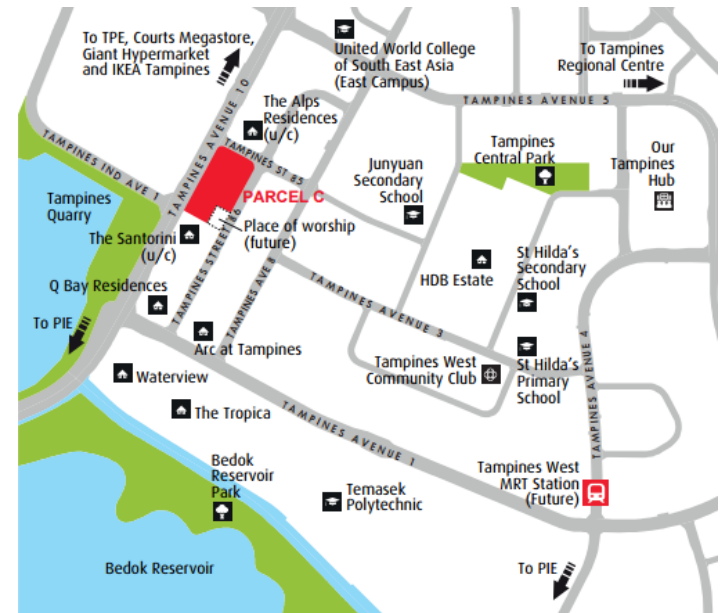 To TPE, Courts Megastore,
Giant Hypermarket
and IKEA Tampines
United World College
of South East Asia
(East Campus)
To Tampines
Regional Centre
TAMPINES AVENUE 10
The Alps
Residences
(u/c)
TAMPINES AVENUE 5
TAMPINES IND AVE 1
TAMPINES ST 85
Tampines
Central Park
Our
Tampines
Hub
Junyuan
Secondary
School
PARCEL C
Tampines
Quarry
Place of worship
(future)
The Santorini
(u/c)
TAMPINES STREET 86
TAMPINES AVE 8
HDB Estate
St Hilda's
Secondary
School
Q Bay Residences
To PIE
TAMPINES AVENUE 3
Arc at Tampines
TAMPINES AVENUE 4
Waterview
Tampines West
Community Club
St Hilda's
Primary
School
The Tropica
TAMPINES AVENUE 1
Bedok
Reservoir
Park
Temasek
Polytechnic
Tampines West
MRT Station
(Future)
Bedok Reservoir
To PIE